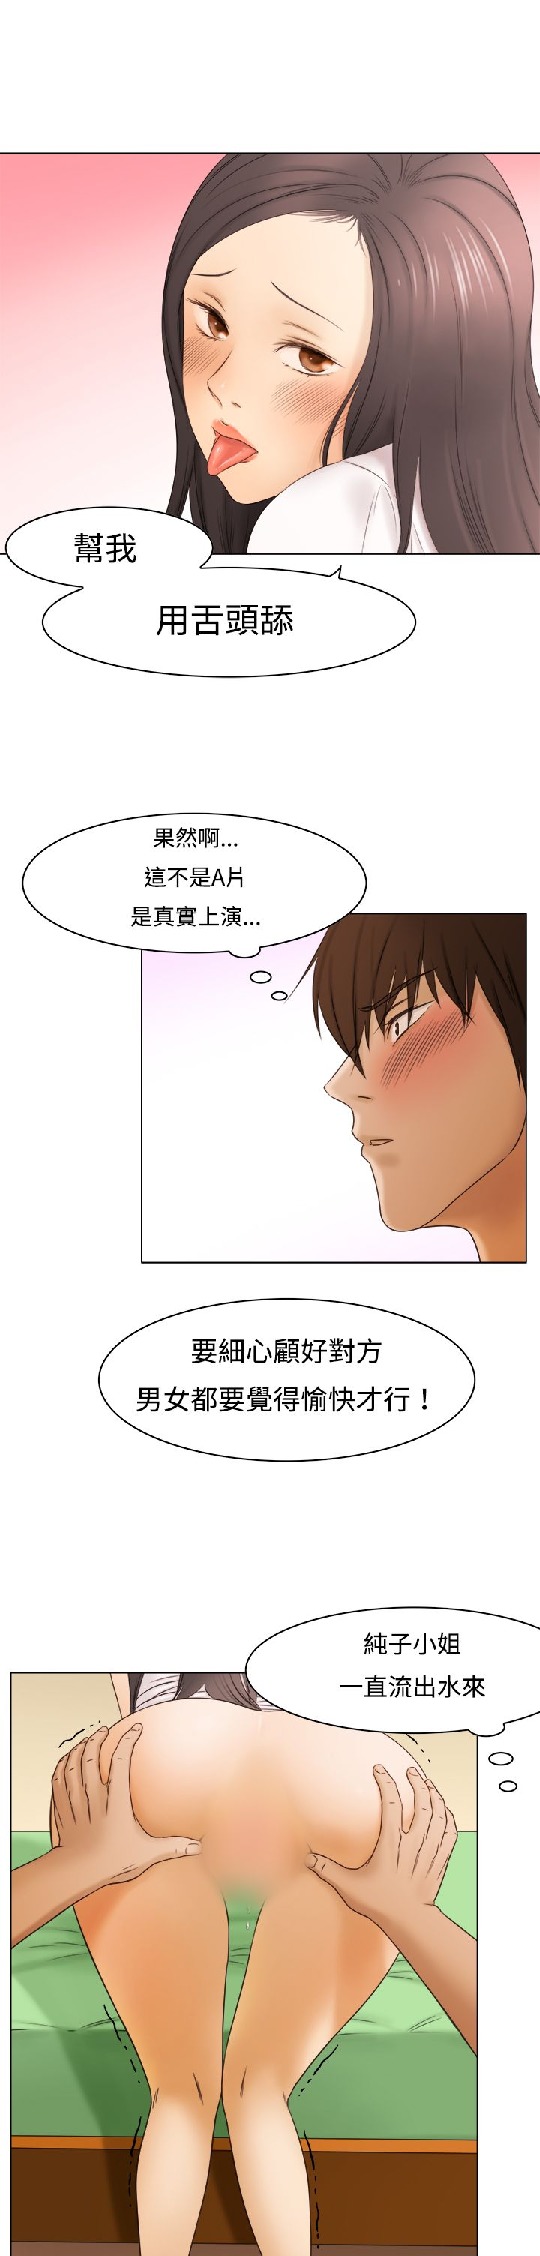 幫我
用舌頭舔
果然啊...
這不是A片
是真實上演...
要細心顧好對方
男女都要覺得愉快才行！
純子小姐
一直流出水來